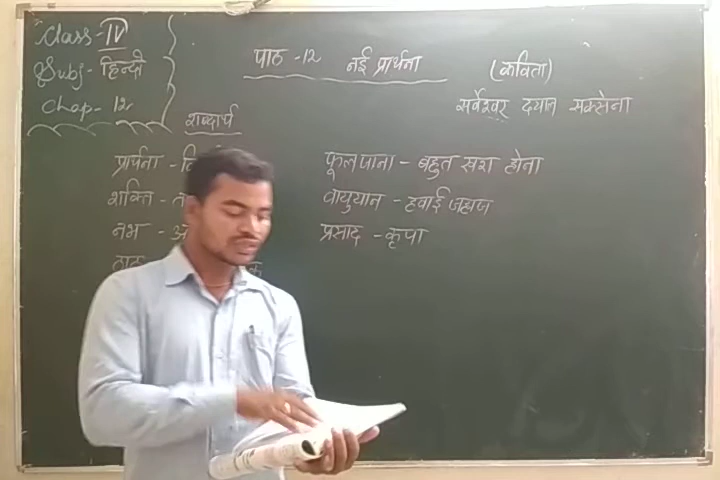 Class - IV
Subj - हिन्दी
Chap - 12
पाठ - 12 नई प्रार्थना (कविता)
सर्वेश्वर दयाल सक्सेना
शब्दार्थ
प्रार्थना -
शक्ति -
नभ -
फूलपाना - बहुत सारा होना
वायुयान - हवाई जहाज
प्रसाद - कृपा